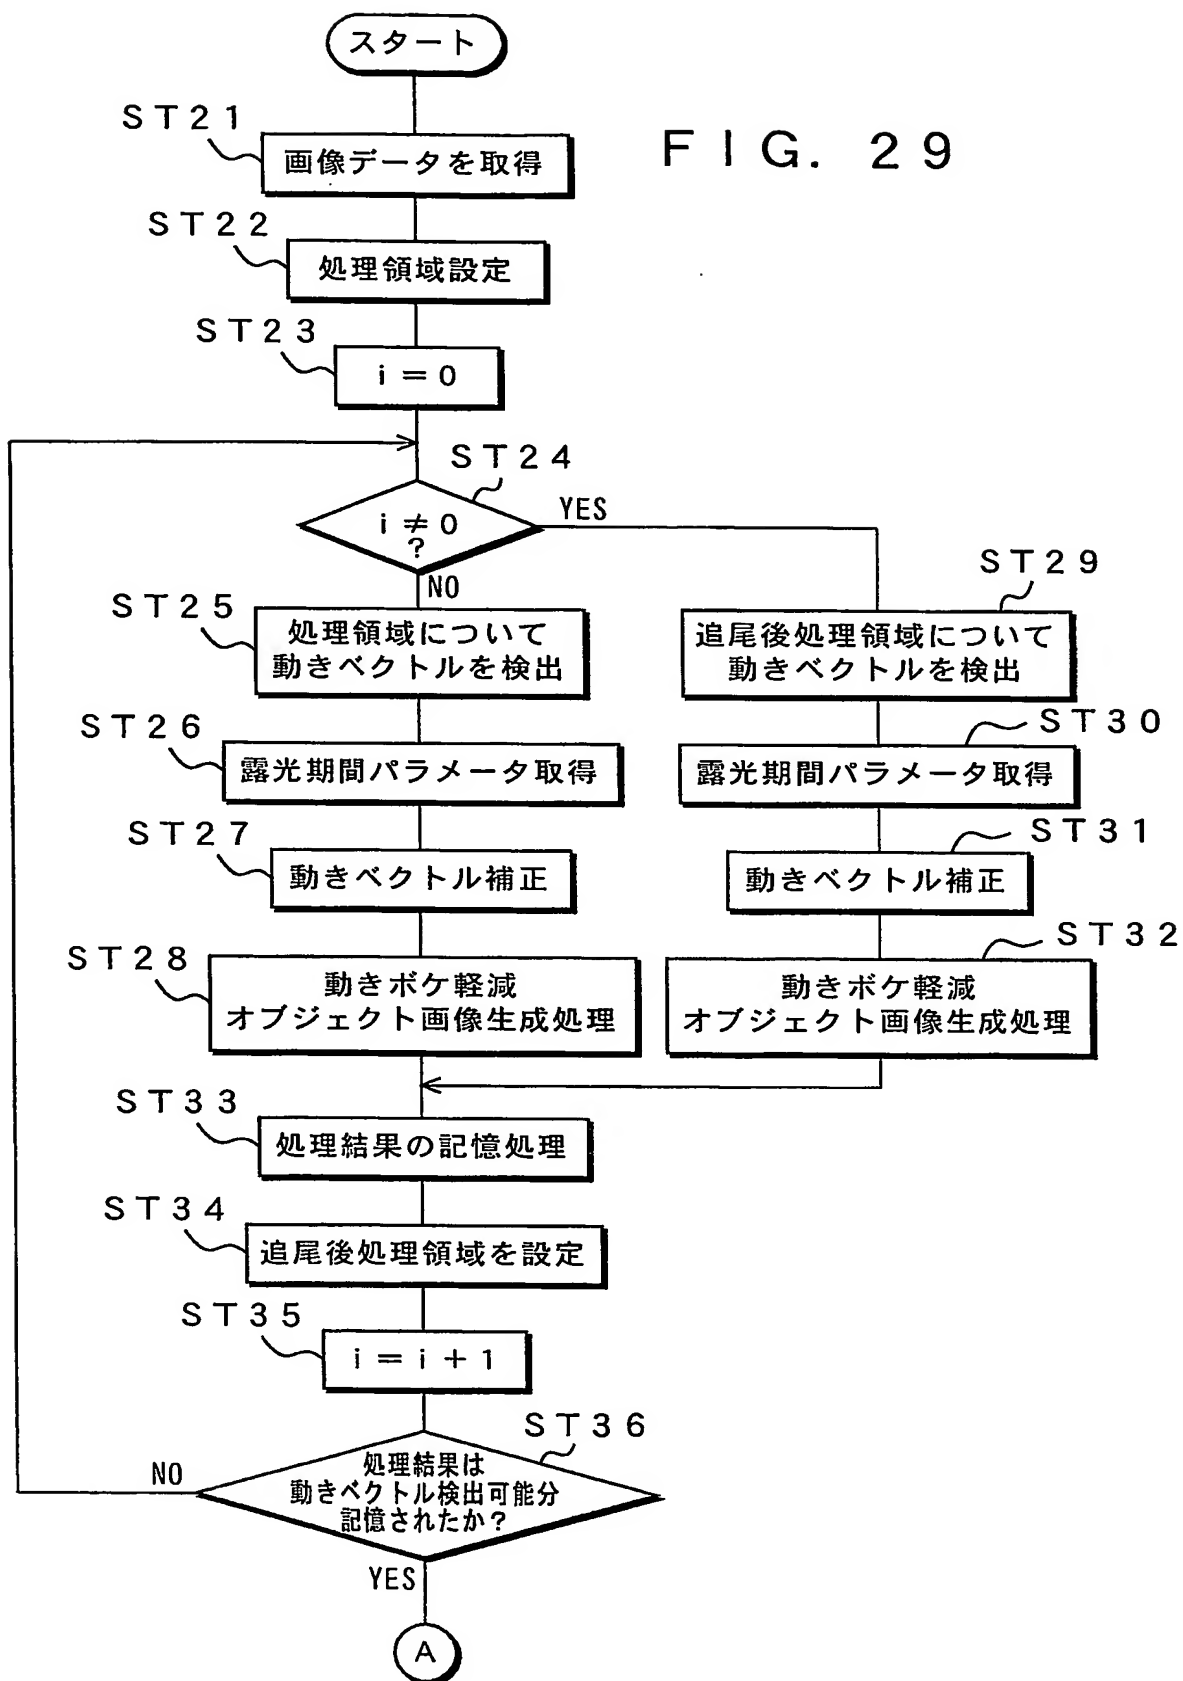 スタート
FIG. 29
ST21
画像データを取得
ST22
処理領域設定
ST23
i=0
ST24
i≠0
?
YES
NO
ST25
処理領域について
動きベクトルを検出
ST29
追尾後処理領域について
動きベクトルを検出
ST26
露光期間パラメータ取得
ST30
露光期間パラメータ取得
ST27
動きベクトル補正
ST31
動きベクトル補正
ST28
動きボケ軽減
オブジェクト画像生成処理
ST32
動きボケ軽減
オブジェクト画像生成処理
ST33
処理結果の記憶処理
ST34
追尾後処理領域を設定
ST35
i=i+1
ST36
処理結果は
動きベクトル検出可能分
記憶されたか?
NO
YES
A